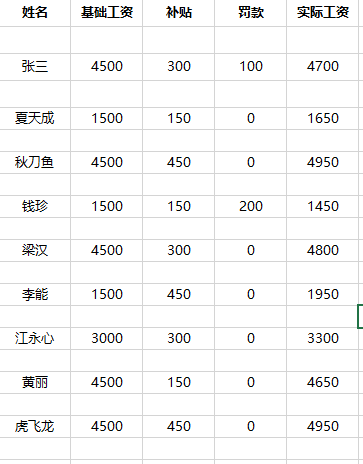 姓名 基础工资 补贴 罚款 实际工资
张三 4500 300 100 4700
夏天成 1500 150 0 1650
秋刀鱼 4500 450 0 4950
钱珍 1500 150 200 1450
梁汉 4500 300 0 4800
李能 1500 450 0 1950
江永心 3000 300 0 3300
黄丽 4500 150 0 4650
虎飞龙 4500 450 0 4950